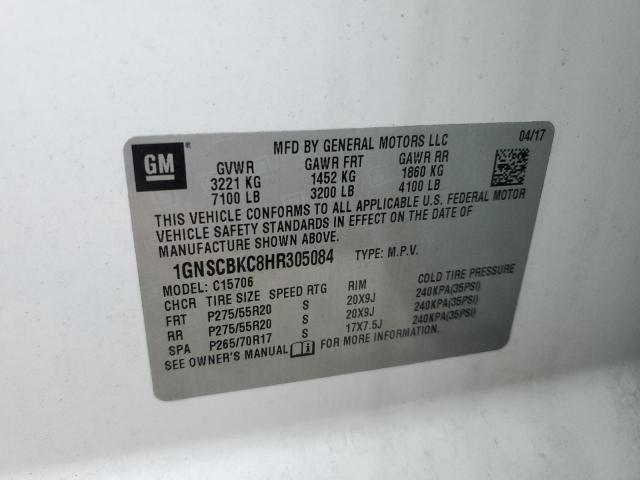 GM
MFD BY GENERAL MOTORS LLC 04/17
GVWR GAWR FRT GAWR RR
3221 KG 1452 KG 1860 KG
7100 LB 3200 LB 4100 LB
THIS VEHICLE CONFORMS TO ALL APPLICABLE U.S. FEDERAL MOTOR
VEHICLE SAFETY STANDARDS IN EFFECT ON THE DATE OF
MANUFACTURE SHOWN ABOVE.
1GNSCBKC8HR305084 TYPE: M.P.V.
MODEL: C15706
CHCR TIRE SIZE SPEED RTG RIM COLD TIRE PRESSURE
FRT P275/55R20 S 20X9J 240KPA(35PSI)
RR P275/55R20 S 20X9J 240KPA(35PSI)
SPA P265/70R17 S 17X7.5J 240KPA(35PSI)
SEE OWNER'S MANUAL FOR MORE INFORMATION.